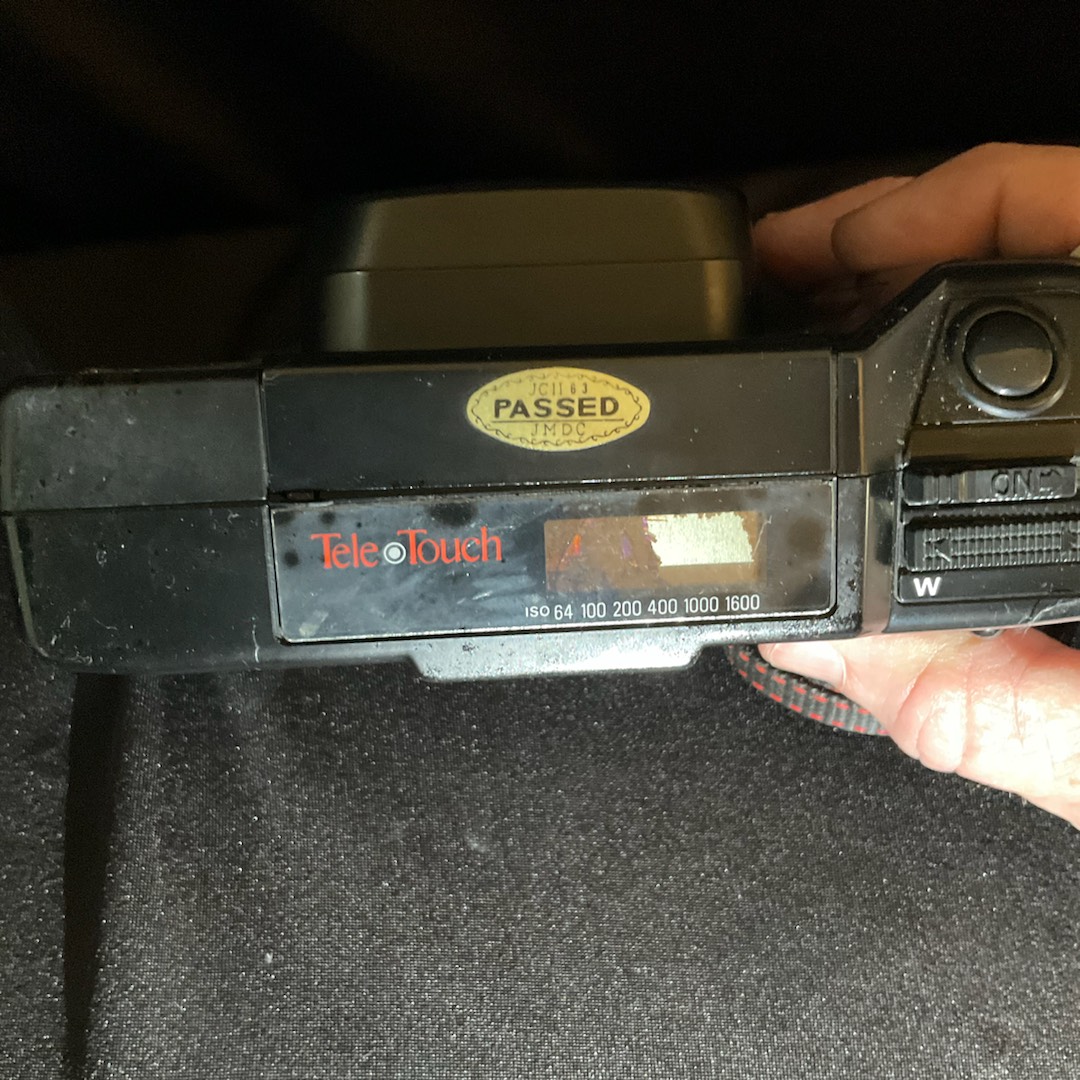 JCII 63
PASSED
JMDC
ON
Tele Touch
W
ISO 64 100 200 400 1000 1600